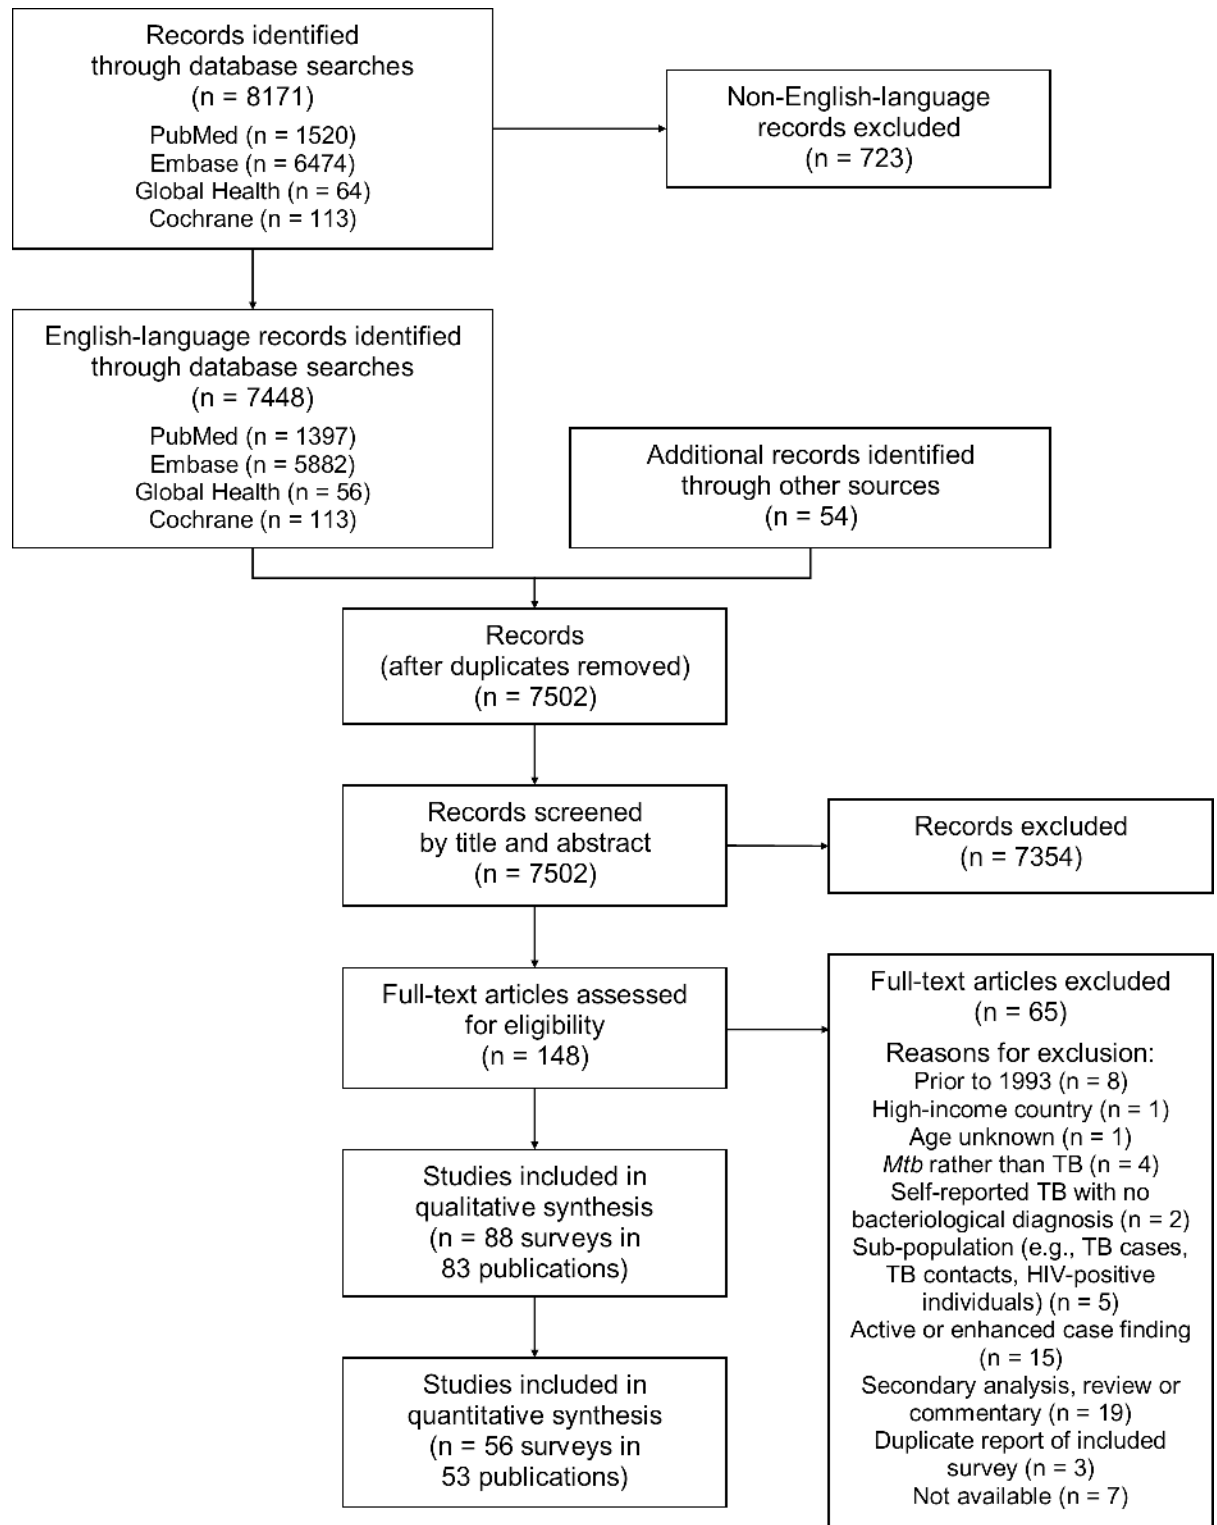 Records identified
through database searches
(n = 8171)
PubMed (n = 1520)
Embase (n = 6474)
Global Health (n = 64)
Cochrane (n = 113)
Non-English-language
records excluded
(n = 723)
English-language records identified
through database searches
(n = 7448)
PubMed (n = 1397)
Embase (n = 5882)
Global Health (n = 56)
Cochrane (n = 113)
Additional records identified
through other sources
(n = 54)
Records
(after duplicates removed)
(n = 7502)
Records screened
by title and abstract
(n = 7502)
Records excluded
(n = 7354)
Full-text articles assessed
for eligibility
(n = 148)
Full-text articles excluded
(n = 65)
Reasons for exclusion:
Prior to 1993 (n = 8)
High-income country (n = 1)
Age unknown (n = 1)
Mtb rather than TB (n = 4)
Self-reported TB with no
bacteriological diagnosis (n = 2)
Sub-population (e.g., TB cases,
TB contacts, HIV-positive
individuals) (n = 5)
Active or enhanced case finding
(n = 15)
Secondary analysis, review or
commentary (n = 19)
Duplicate report of included
survey (n = 3)
Not available (n = 7)
Studies included in
qualitative synthesis
(n = 88 surveys in
83 publications)
Studies included in
quantitative synthesis
(n = 56 surveys in
53 publications)